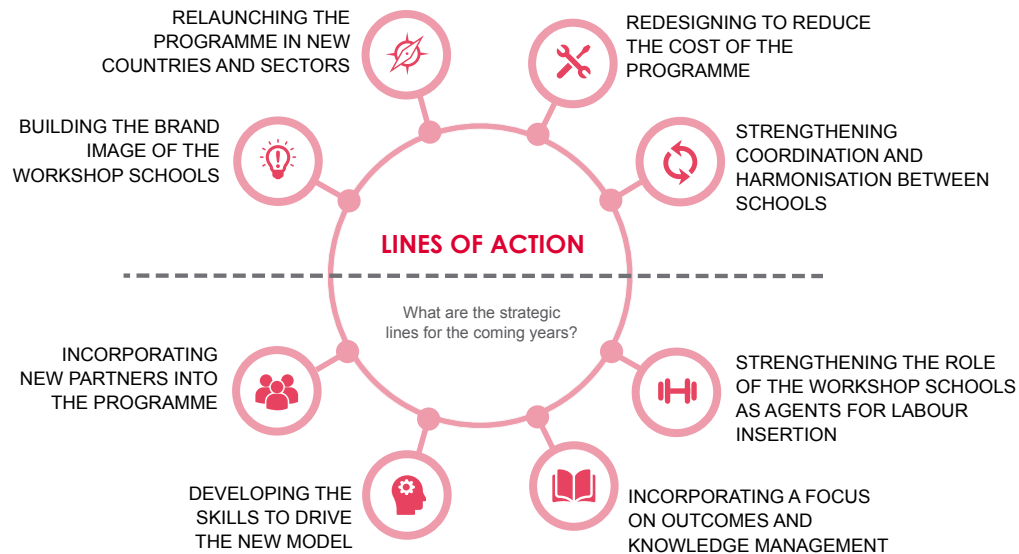 RELAUNCHING THE
PROGRAMME IN NEW
COUNTRIES AND SECTORS
REDESIGNING TO REDUCE
THE COST OF THE
PROGRAMME
BUILDING THE BRAND
IMAGE OF THE
WORKSHOP SCHOOLS
STRENGTHENING
COORDINATION AND
HARMONISATION BETWEEN
SCHOOLS
LINES OF ACTION
What are the strategic
lines for the coming years?
INCORPORATING
NEW PARTNERS INTO
THE PROGRAMME
STRENGTHENING THE ROLE
OF THE WORKSHOP SCHOOLS
AS AGENTS FOR LABOUR
INSERTION
DEVELOPING THE
SKILLS TO DRIVE
THE NEW MODEL
INCORPORATING A FOCUS
ON OUTCOMES AND
KNOWLEDGE MANAGEMENT